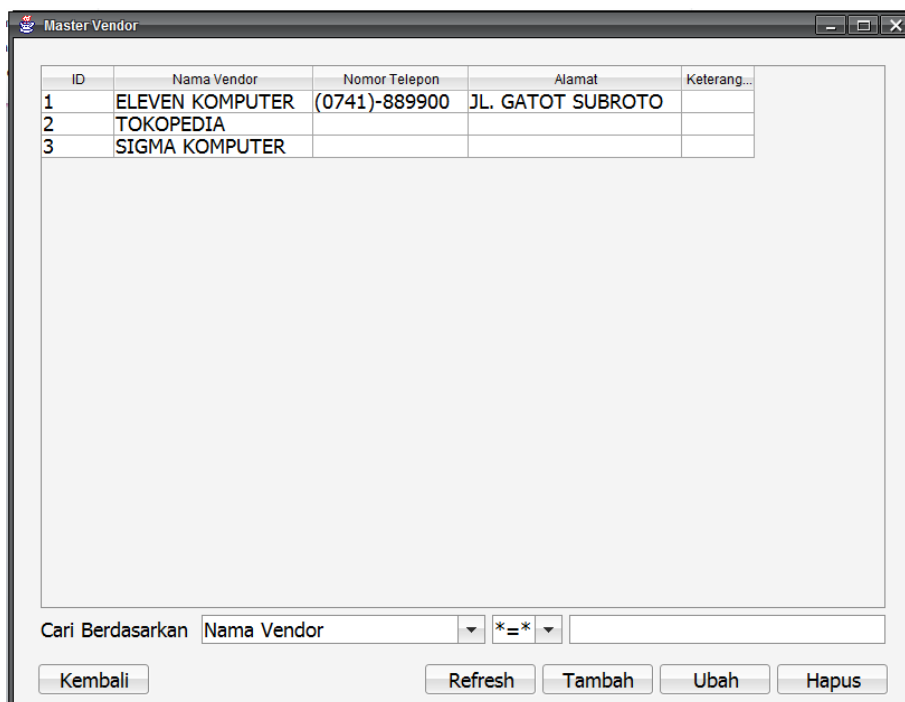 Master Vendor
ID Nama Vendor Nomor Telepon Alamat Keterang...
1 ELEVEN KOMPUTER (0741)-889900 JL. GATOT SUBROTO
2 TOKOPEDIA
3 SIGMA KOMPUTER
Cari Berdasarkan Nama Vendor *=*
Kembali Refresh Tambah Ubah Hapus